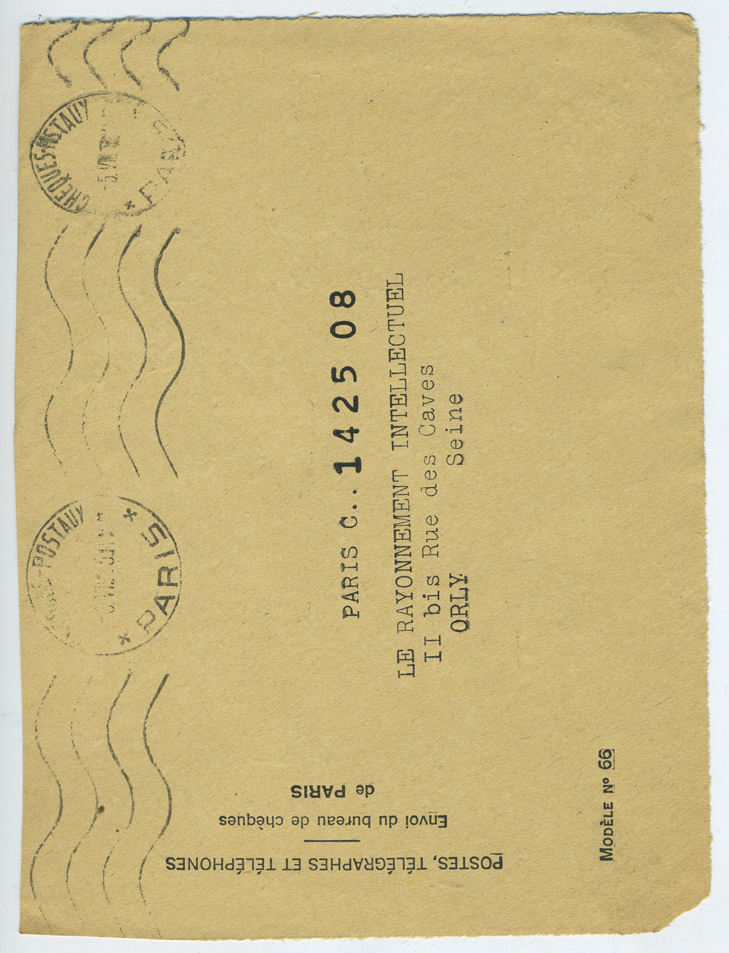 POSTES, TÉLÉGRAPHES ET TÉLÉPHONES
Envoi du bureau de chèques
de PARIS
CHEQUES-POSTAUX
* PARIS *
PARIS C.. 1425 08
LE RAYONNEMENT INTELLECTUEL
II bis Rue des Caves
ORLY Seine
MODÈLE Nº 66